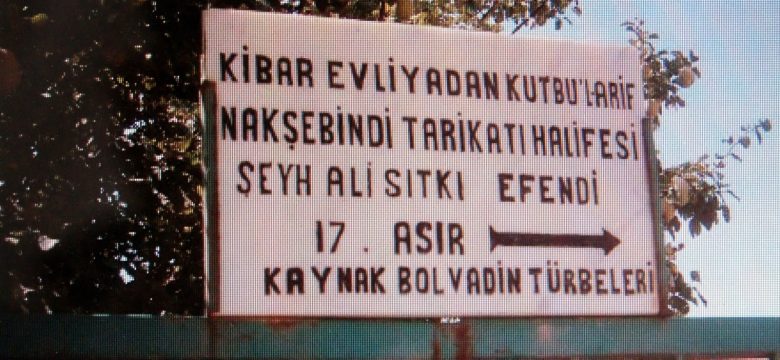 KİBAR EVLİYADAN KUTBU'L-ARİF
NAKŞEBİNDİ TARİKATI HALİFESİ
ŞEYH ALİ SITKI EFENDİ
17. ASIR
KAYNAK BOLVADİN TÜRBELERİ